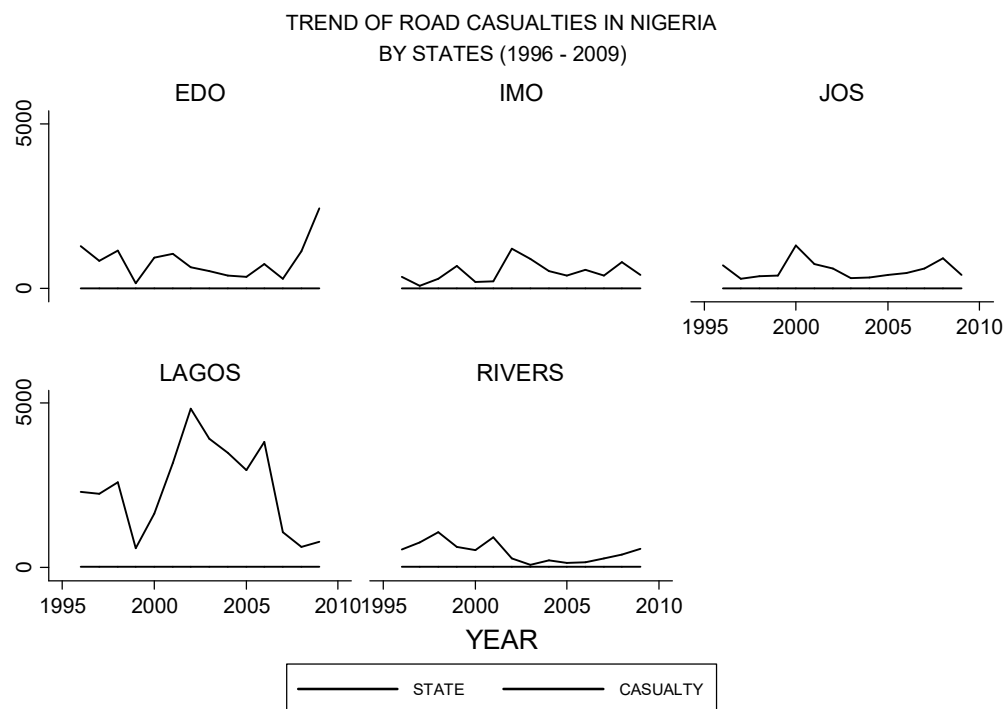 TREND OF ROAD CASUALTIES IN NIGERIA
BY STATES (1996 - 2009)
EDO
IMO
JOS
5000
0
1995 2000 2005 2010
LAGOS
RIVERS
5000
0
1995 2000 2005 2010
1995 2000 2005 2010
YEAR
STATE
CASUALTY